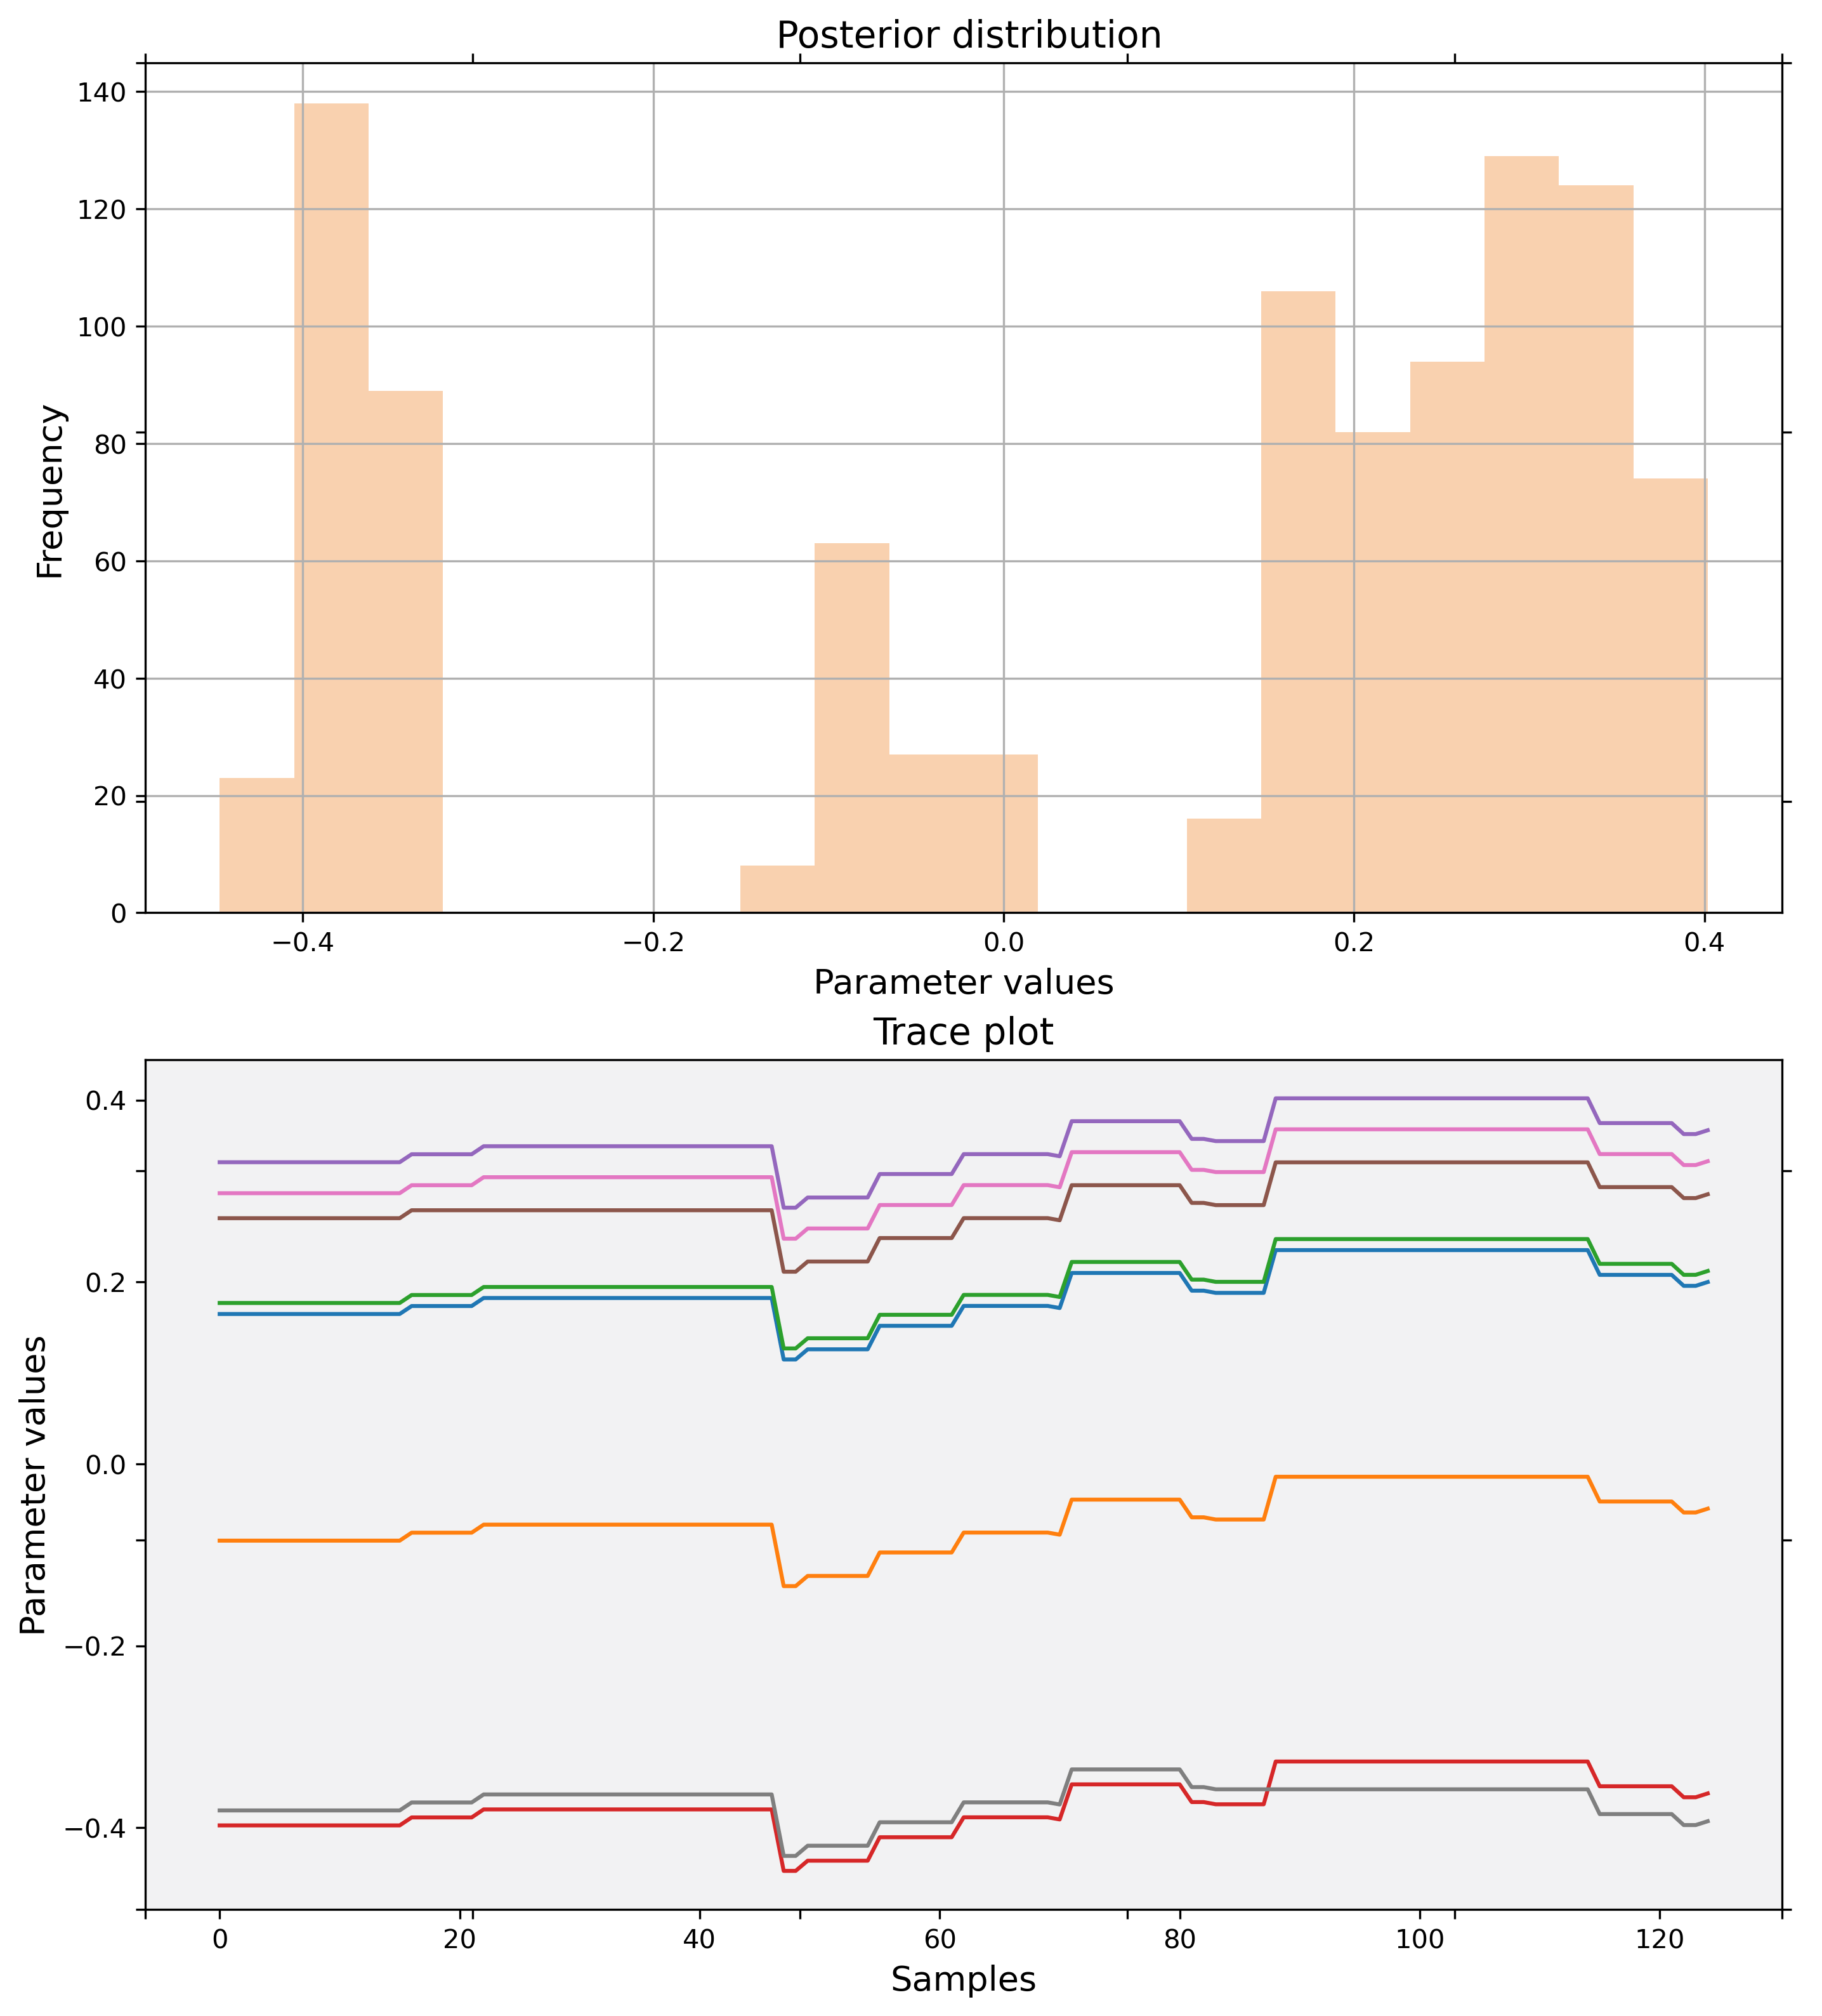 Posterior distribution
140
120
100
80
60
40
20
0
Frequency
−0.4 −0.2 0.0 0.2 0.4
Parameter values
Trace plot
0.4
0.2
0.0
−0.2
−0.4
Parameter values
0 20 40 60 80 100 120
Samples